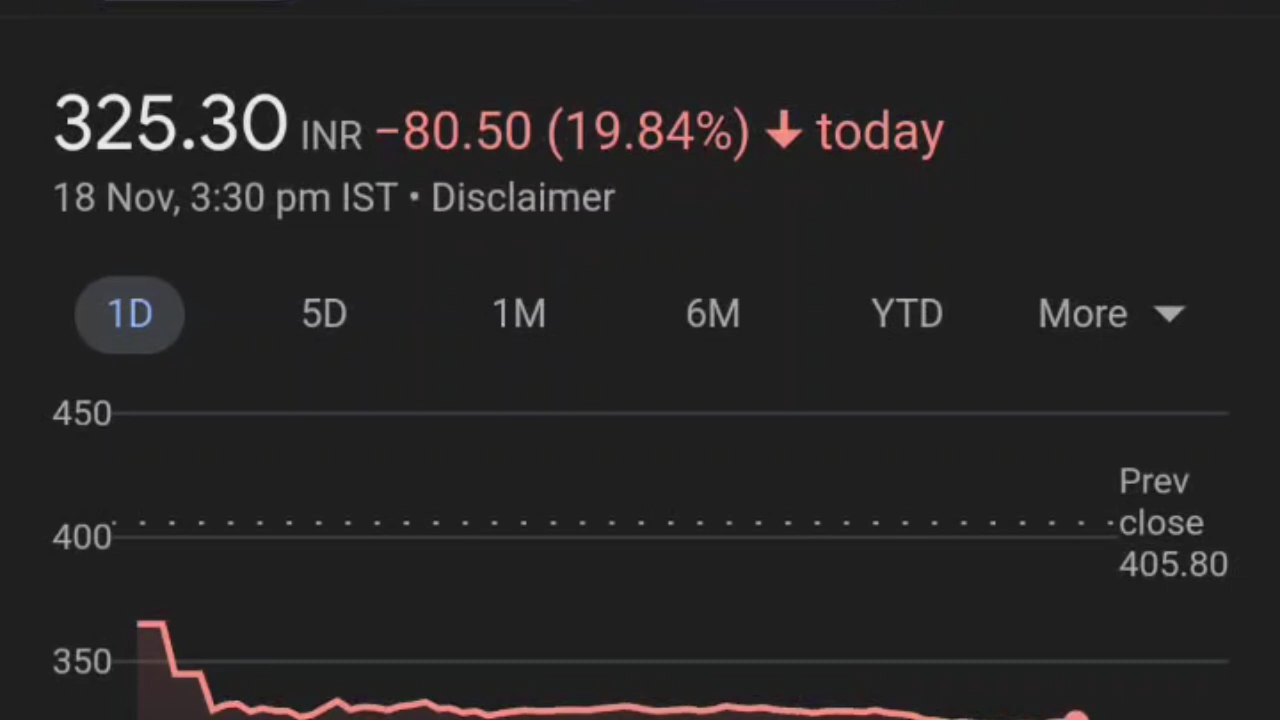 325.30 INR −80.50 (19.84%) ↓ today
18 Nov, 3:30 pm IST • Disclaimer
1D 5D 1M 6M YTD More
450
Prev
close
405.80
400
350